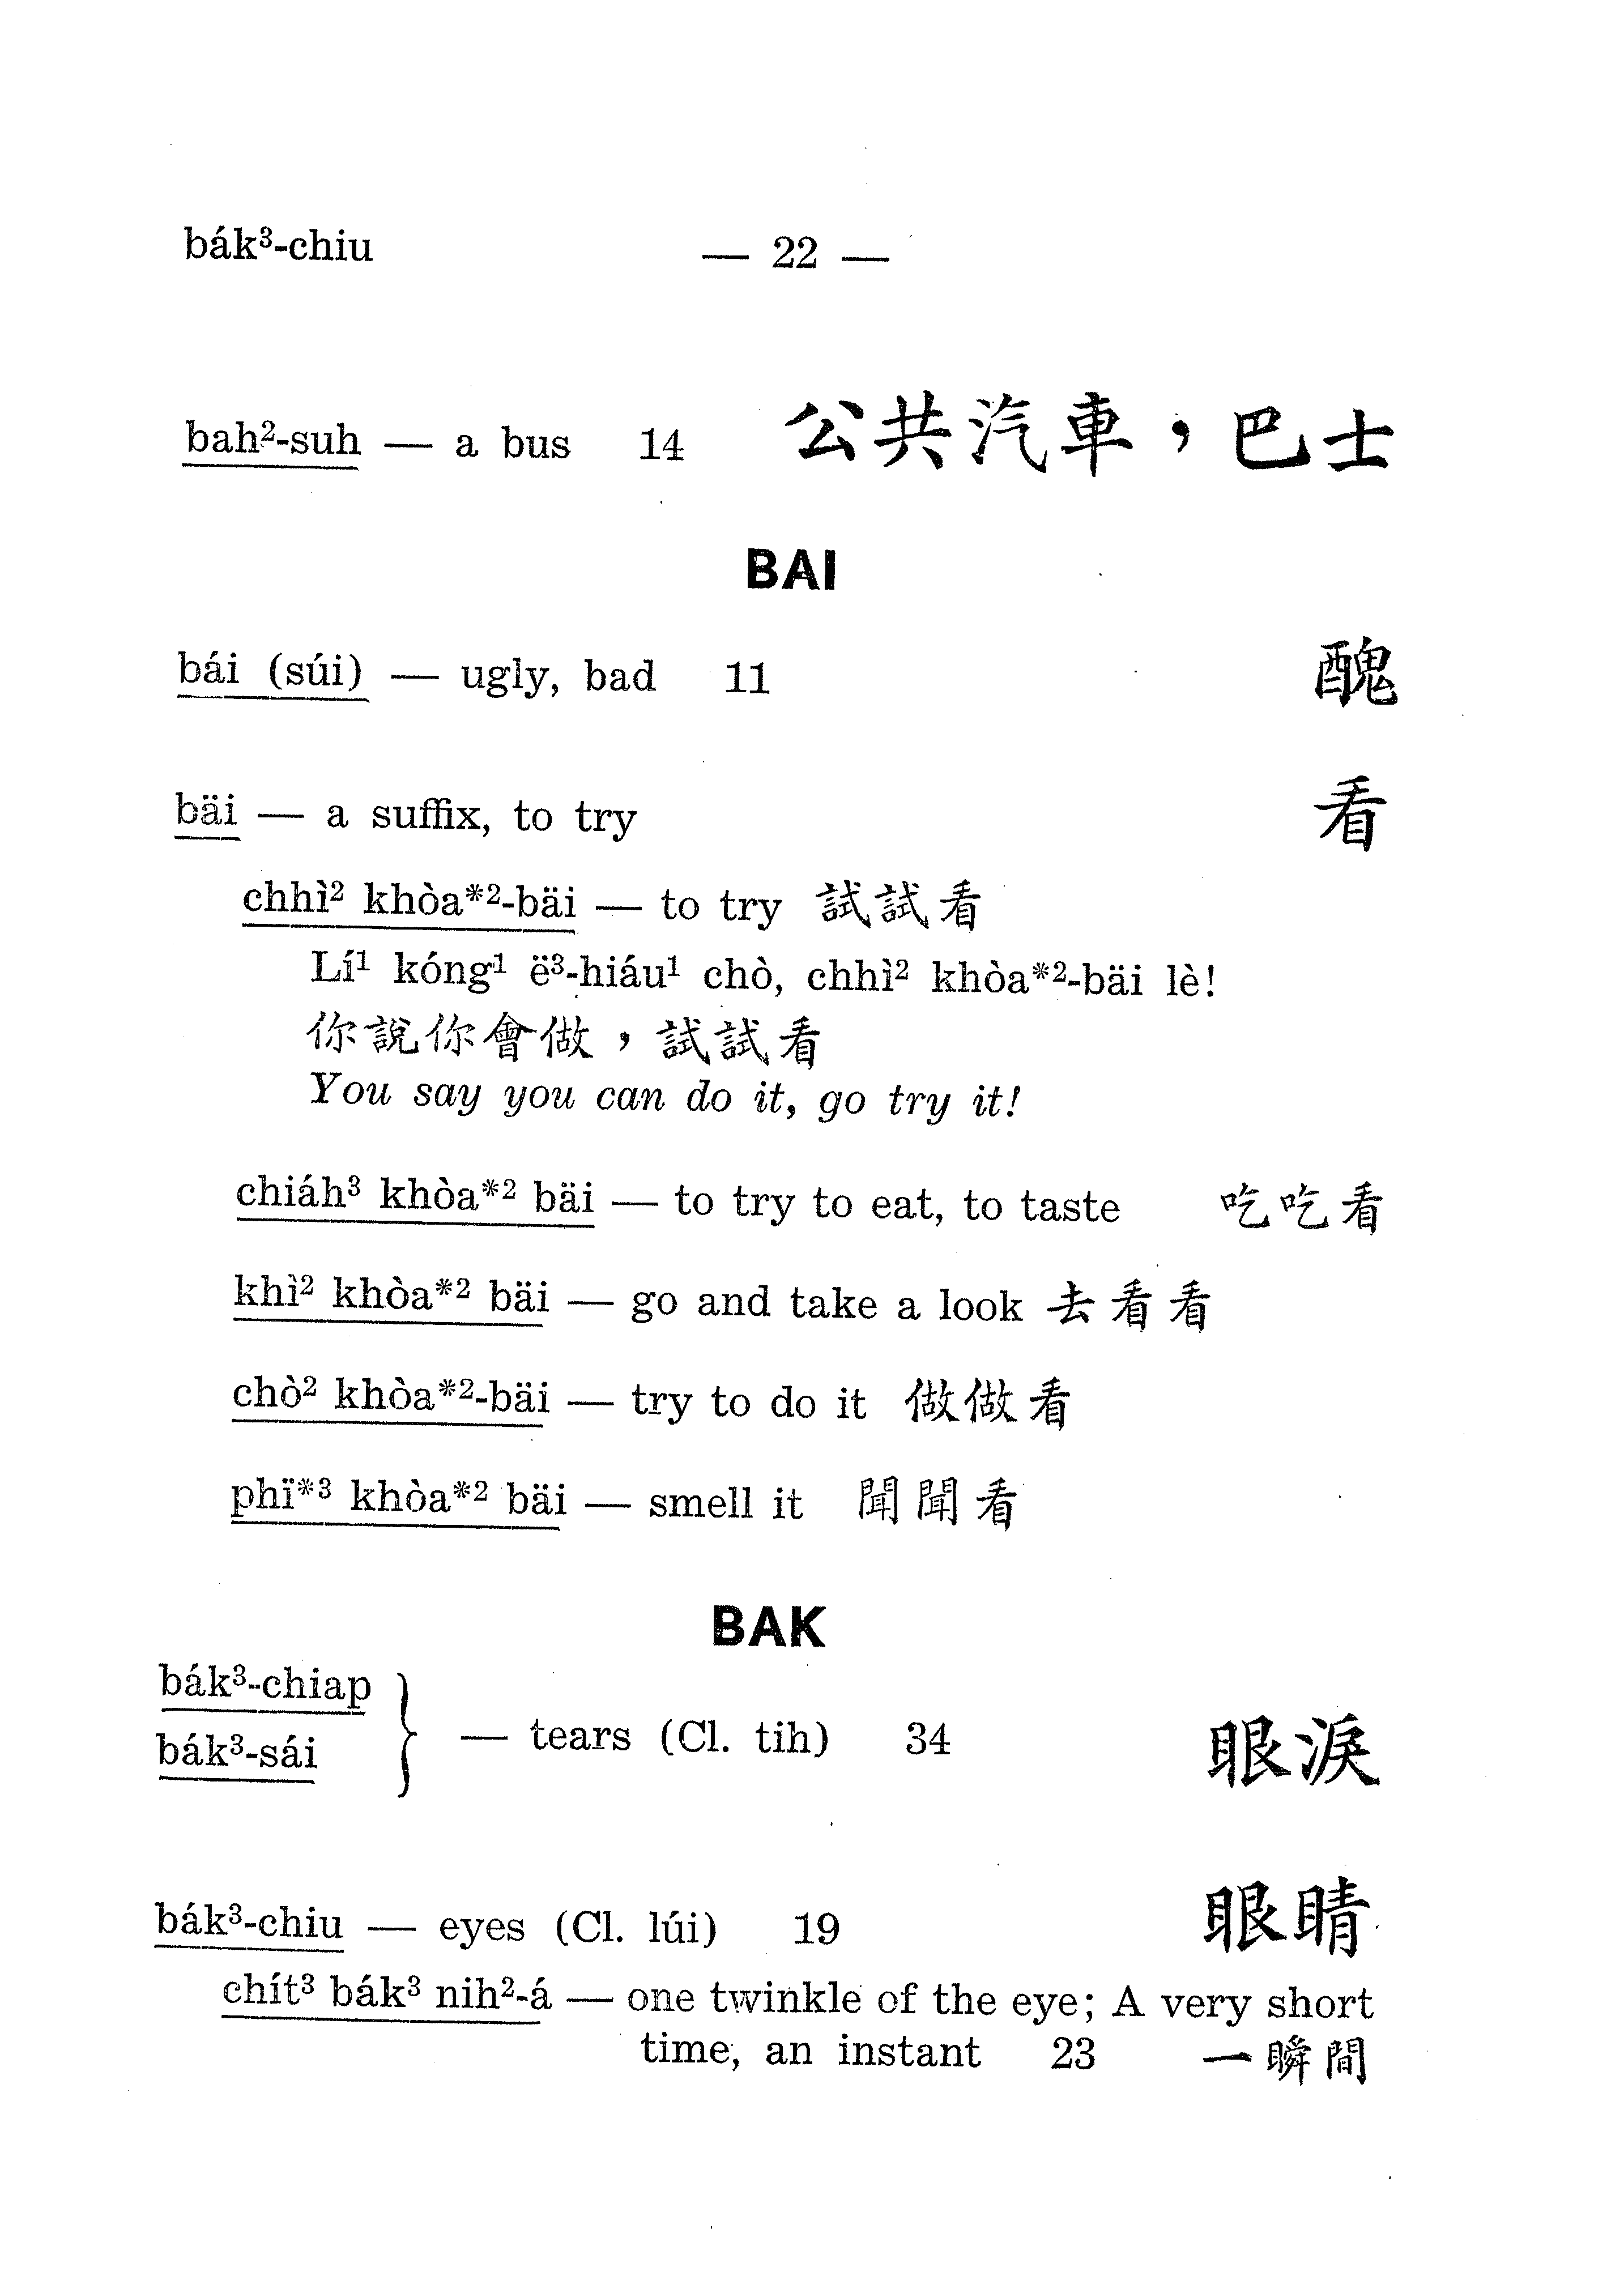 bák³-chiu — 22 —
bah²-suh — a bus 14 公共汽車，巴士
BAI
bái (súi) — ugly, bad 11 醜
bäi — a suffix, to try 看
chhì² khòa*²-bäi — to try 試試看
Lí¹ kóng¹ ë³-hiáu¹ chò, chhì² khòa*²-bäi lè!
你說你會做，試試看
You say you can do it, go try it!
chiáh³ khòa*² bäi — to try to eat, to taste 吃吃看
khì² khòa*² bäi — go and take a look 去看看
chò² khòa*²-bäi — try to do it 做做看
phï*³ khòa*² bäi — smell it 聞聞看
BAK
bák³-chiap
bák³-sái
} — tears (Cl. tih) 34 眼淚
bák³-chiu — eyes (Cl. lúi) 19 眼睛
chít³ bák³ nih²-á — one twinkle of the eye; A very short
time, an instant 23 一瞬間